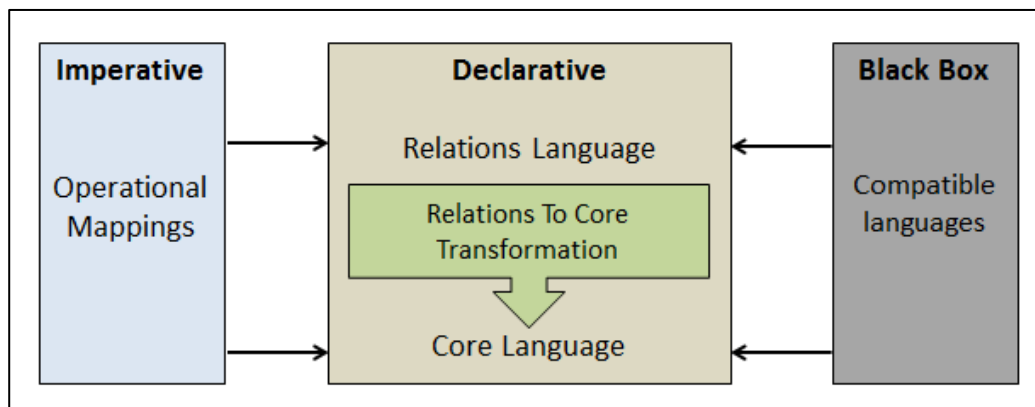 Imperative
Operational
Mappings
Declarative
Relations Language
Relations To Core
Transformation
Core Language
Black Box
Compatible
languages